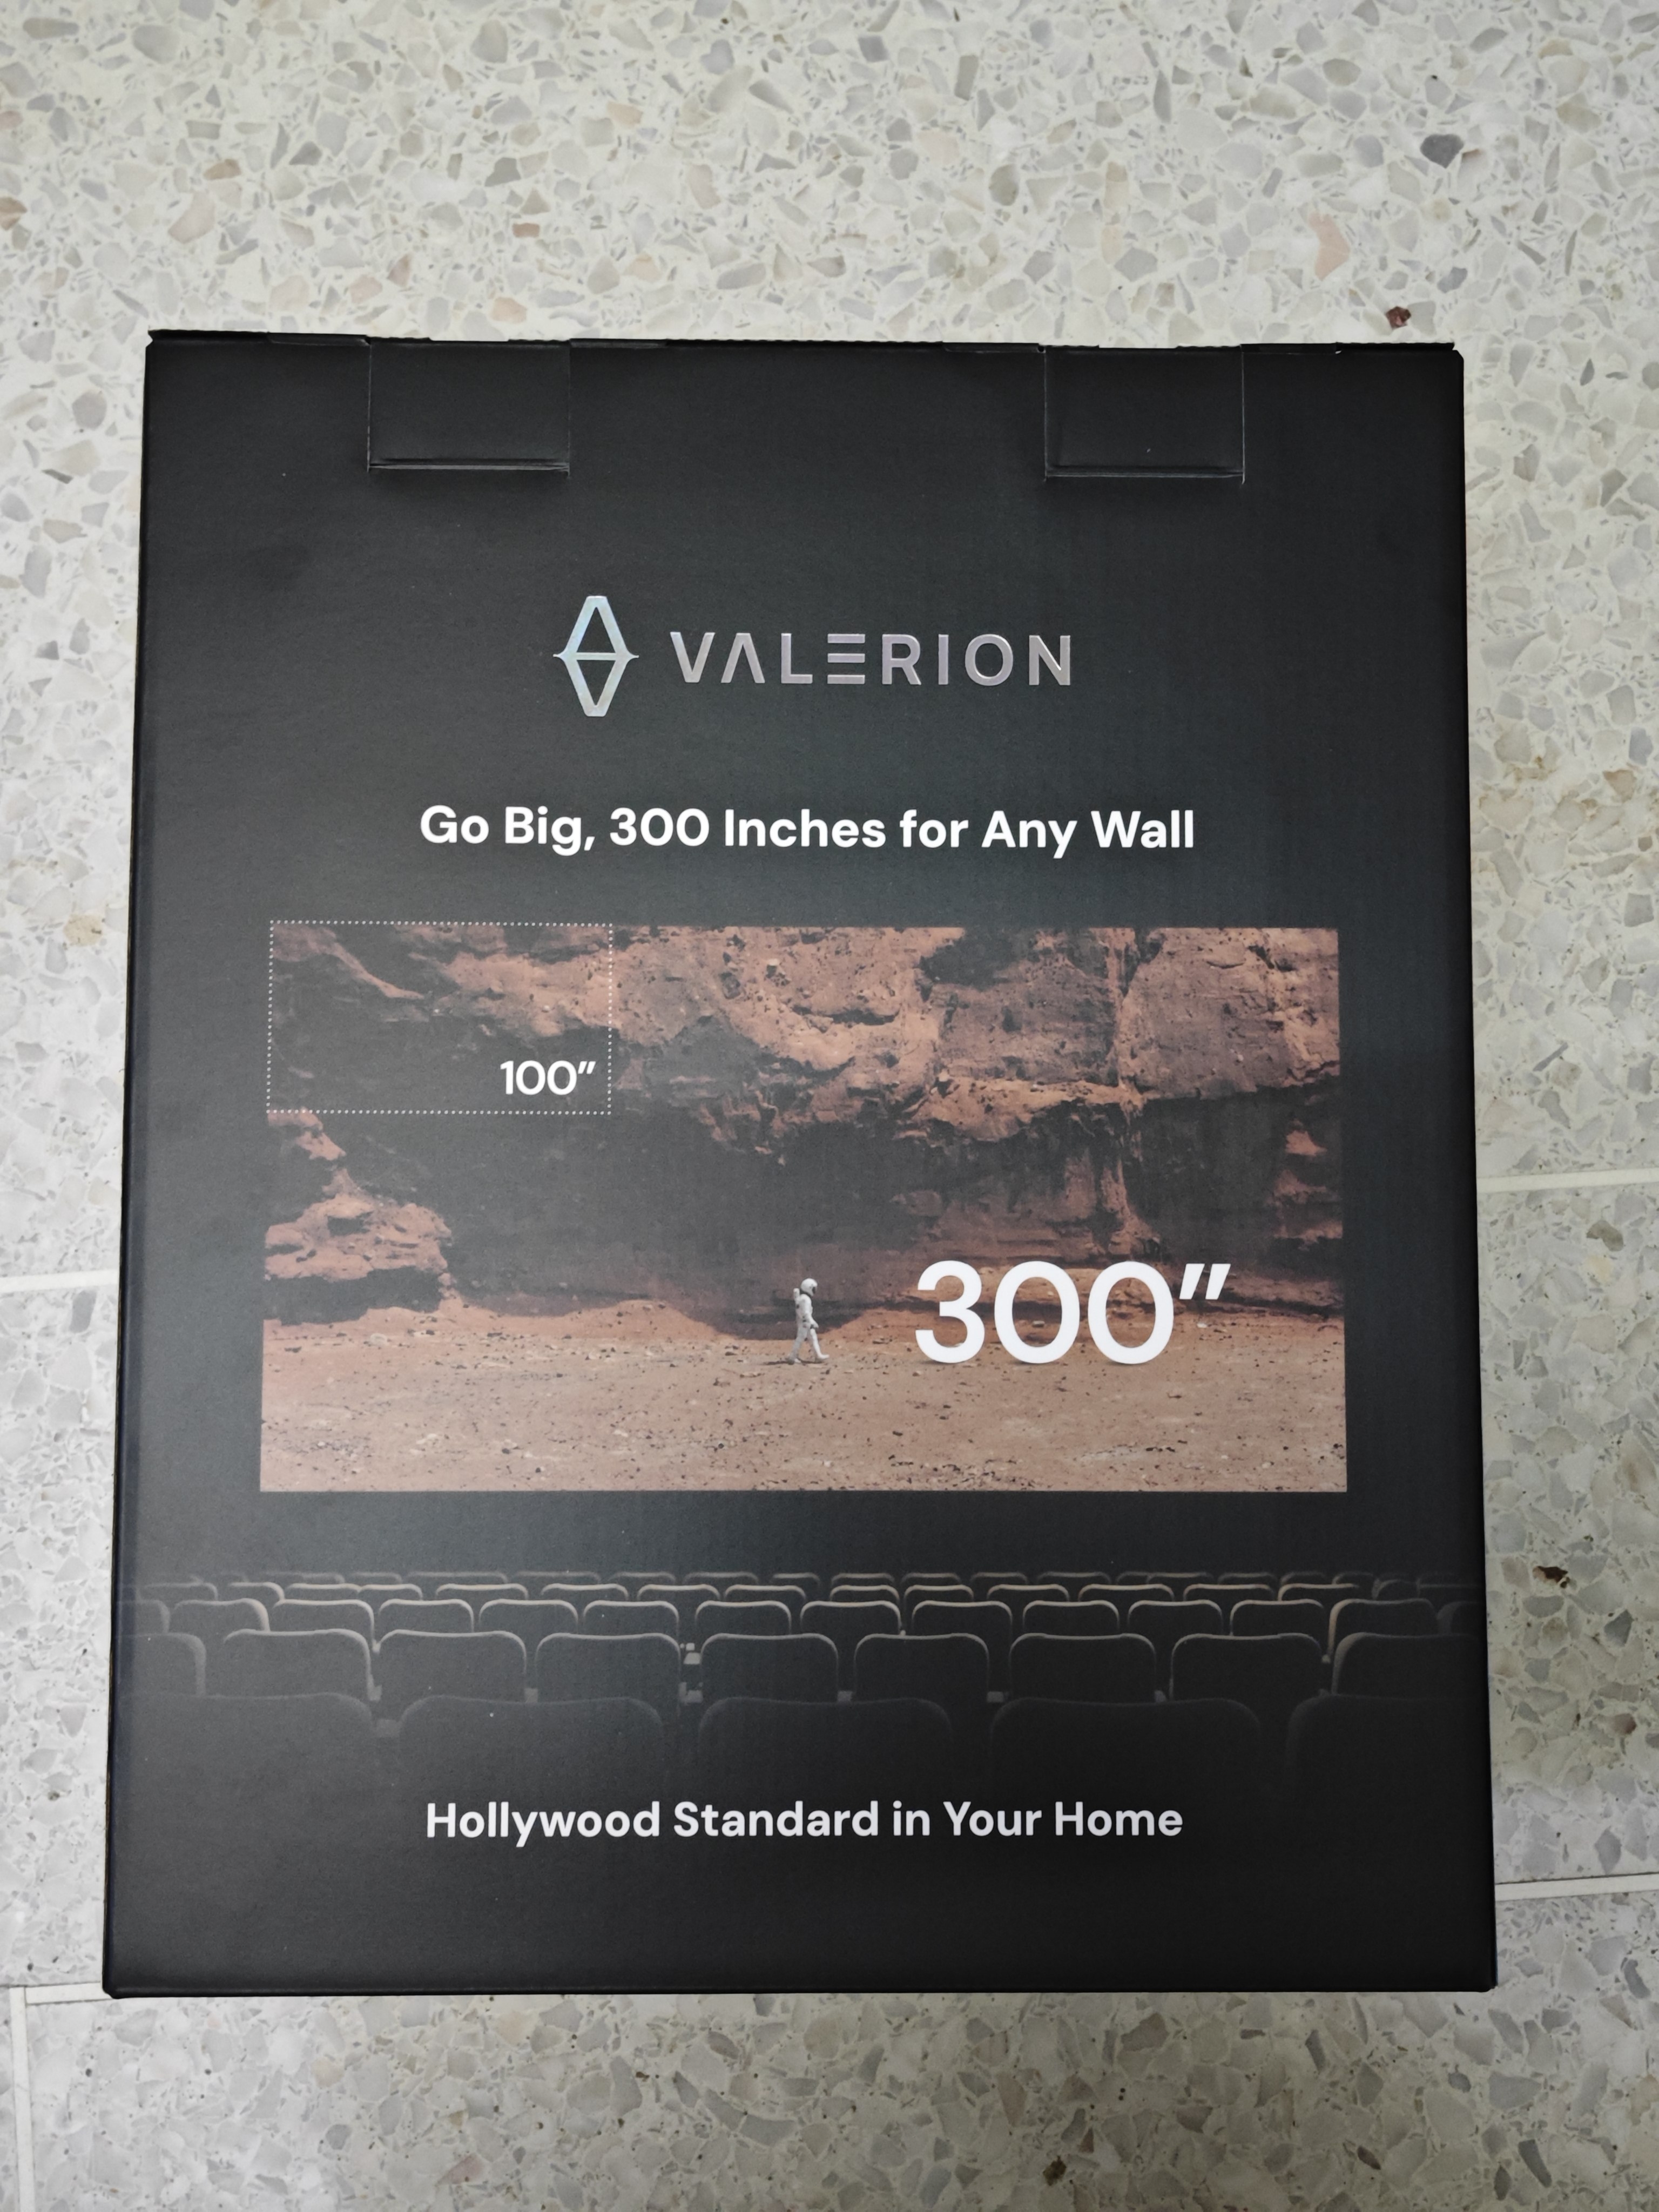 VALERION
Go Big, 300 Inches for Any Wall
100"
300"
Hollywood Standard in Your Home